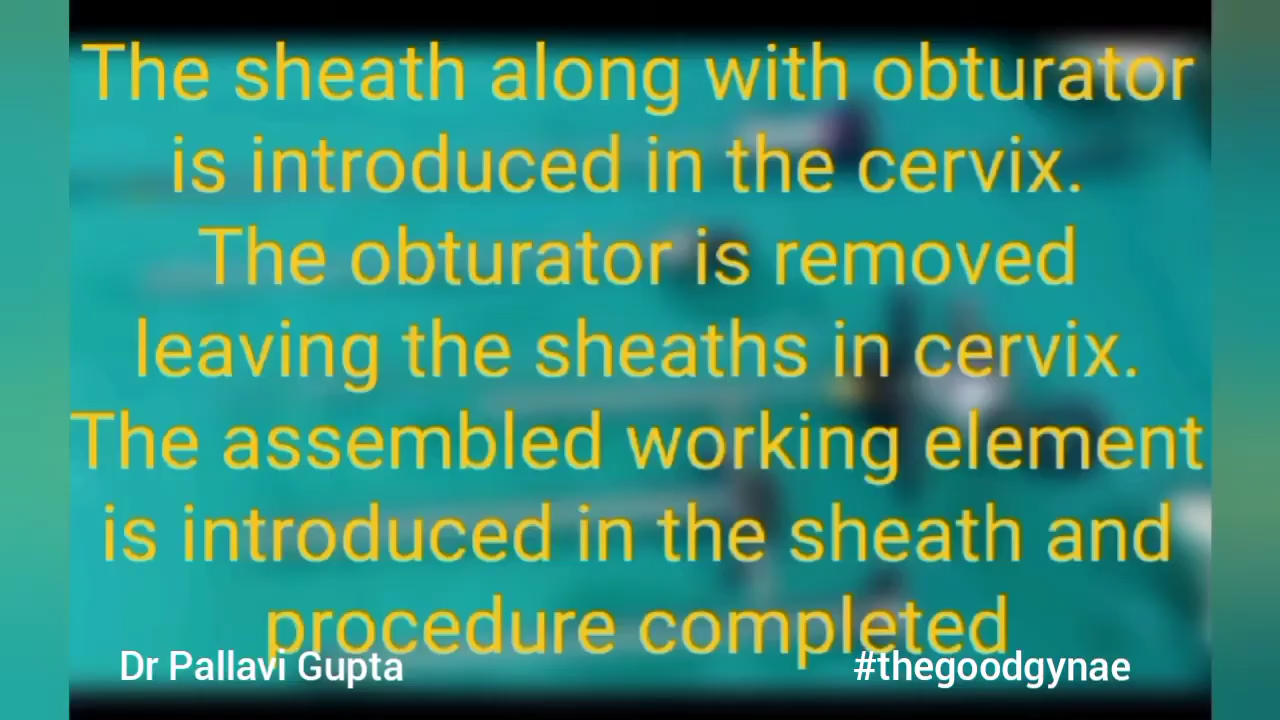 The sheath along with obturator
is introduced in the cervix.
The obturator is removed
leaving the sheaths in cervix.
The assembled working element
is introduced in the sheath and
procedure completed
Dr Pallavi Gupta
#thegoodgynae